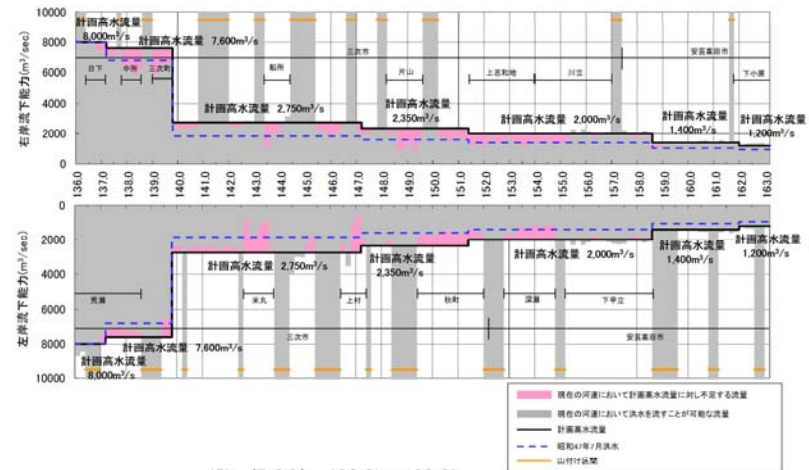 計画高水流量
8,000m³/s
計画高水流量 7,600m³/s
三次市
安芸高田市
日下
中所
三次町
船所
片山
上志和地
川立
下小原
計画高水流量 2,750m³/s
計画高水流量
2,350m³/s
計画高水流量 2,000m³/s
計画高水流量
1,400m³/s
計画高水流量
1,200m³/s
右岸流下能力(m³/sec)
10000
8000
6000
4000
2000
0
136.0 137.0 138.0 139.0 140.0 141.0 142.0 143.0 144.0 145.0 146.0 147.0 148.0 149.0 150.0 151.0 152.0 153.0 154.0 155.0 156.0 157.0 158.0 159.0 160.0 161.0 162.0 163.0
左岸流下能力(m³/sec)
0
2000
4000
6000
8000
10000
計画高水流量 2,750m³/s
計画高水流量
2,350m³/s
計画高水流量 2,000m³/s
計画高水流量
1,400m³/s
計画高水流量
1,200m³/s
荒瀬
米丸
上村
秋町
深瀬
下甲立
三次市
安芸高田市
計画高水流量 7,600m³/s
計画高水流量
8,000m³/s
現在の河道において計画高水流量に対し不足する流量
現在の河道において洪水を流すことが可能な流量
計画高水流量
昭和47年7月洪水
山付け区間